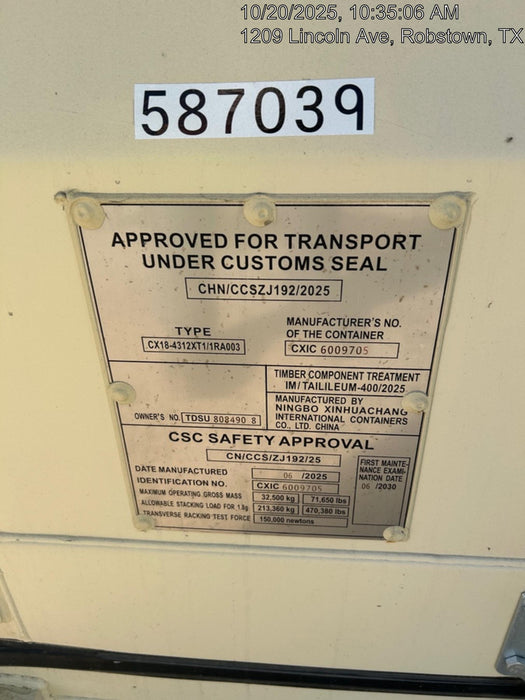 10/20/2025, 10:35:06 AM
1209 Lincoln Ave, Robstown, TX
587039
APPROVED FOR TRANSPORT
UNDER CUSTOMS SEAL
CHN/CCSZJ192/2025
TYPE
CX18-4312XT1/1RA003
MANUFACTURER'S NO.
OF THE CONTAINER
CXIC 6009705
TIMBER COMPONENT TREATMENT
IM/TAILILEUM-400/2025
OWNER'S NO. TDSU 808490 8
MANUFACTURED BY
NINGBO XINHUACHANG
INTERNATIONAL CONTAINERS
CO., LTD. CHINA
CSC SAFETY APPROVAL
CN/CCS/ZJ192/25
DATE MANUFACTURED 06 /2025
IDENTIFICATION NO. CXIC 6009705
MAXIMUM OPERATING GROSS MASS 32,500 kg 71,650 lbs
ALLOWABLE STACKING LOAD FOR 1.8g 213,360 kg 470,380 lbs
TRANSVERSE RACKING TEST FORCE 150,000 newtons
FIRST MAINTE-
NANCE EXAMI-
NATION DATE
06 /2030